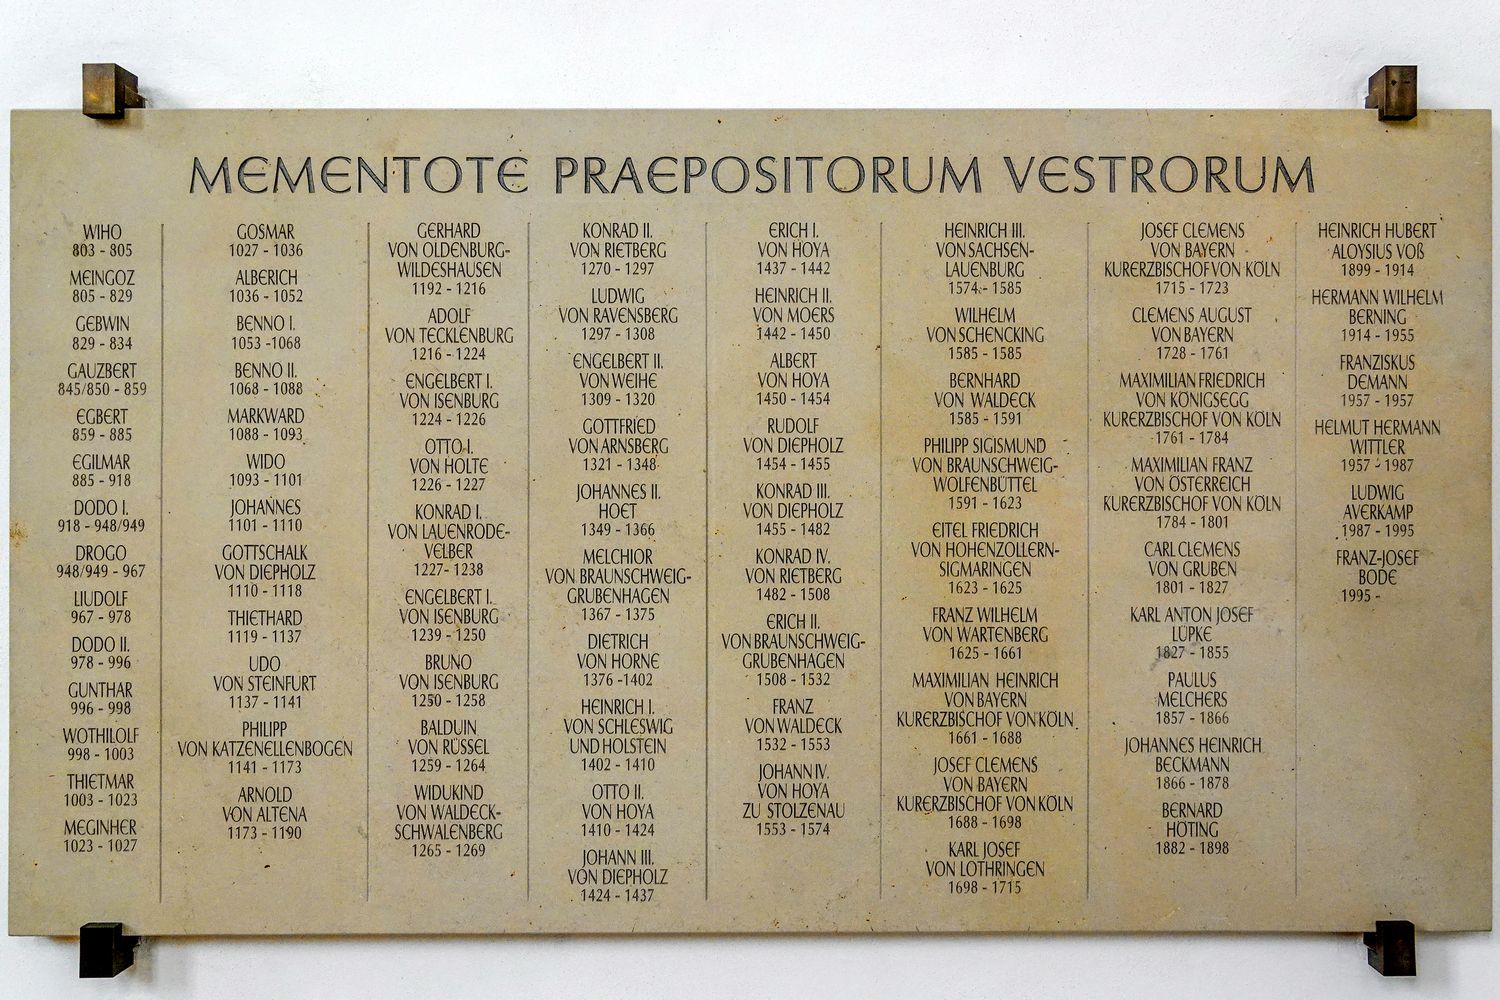 MEMENTOTE PRAEPOSITORUM VESTRORUM
WIHO
803 - 805
MEINGOZ
805 - 829
GEBWIN
829 - 834
GAUZBERT
845/850 - 859
EGBERT
859 - 885
EGILMAR
885 - 918
DODO I.
918 - 948/949
DROGO
948/949 - 967
LIUDOLF
967 - 978
DODO II.
978 - 996
GUNTHAR
996 - 998
WOTHILOLF
998 - 1003
THIETMAR
1003 - 1023
MEGINHER
1023 - 1027
GOSMAR
1027 - 1036
ALBERICH
1036 - 1052
BENNO I.
1053 -1068
BENNO II.
1068 - 1088
MARKWARD
1088 - 1093
WIDO
1093 - 1101
JOHANNES
1101 - 1110
GOTTSCHALK
VON DIEPHOLZ
1110 - 1118
THIETHARD
1119 - 1137
UDO
VON STEINFURT
1137 - 1141
PHILIPP
VON KATZENELLENBOGEN
1141 - 1173
ARNOLD
VON ALTENA
1173 - 1190
GERHARD
VON OLDENBURG-
WILDESHAUSEN
1192 - 1216
ADOLF
VON TECKLENBURG
1216 - 1224
ENGELBERT I.
VON ISENBURG
1224 - 1226
OTTO I.
VON HOLTE
1226 - 1227
KONRAD I.
VON LAUENRODE-
VELBER
1227- 1238
ENGELBERT I.
VON ISENBURG
1239 - 1250
BRUNO
VON ISENBURG
1250 - 1258
BALDUIN
VON RÜSSEL
1259 - 1264
WIDUKIND
VON WALDECK-
SCHWALENBERG
1265 - 1269
KONRAD II.
VON RIETBERG
1270 - 1297
LUDWIG
VON RAVENSBERG
1297 - 1308
ENGELBERT II.
VON WEIHE
1309 - 1320
GOTTFRIED
VON ARNSBERG
1321 - 1348
JOHANNES II.
HOET
1349 - 1366
MELCHIOR
VON BRAUNSCHWEIG-
GRUBENHAGEN
1367 - 1375
DIETRICH
VON HORNE
1376 -1402
HEINRICH I.
VON SCHLESWIG
UND HOLSTEIN
1402 - 1410
OTTO II.
VON HOYA
1410 - 1424
JOHANN III.
VON DIEPHOLZ
1424 - 1437
ERICH I.
VON HOYA
1437 - 1442
HEINRICH II.
VON MOERS
1442 - 1450
ALBERT
VON HOYA
1450 - 1454
RUDOLF
VON DIEPHOLZ
1454 - 1455
KONRAD III.
VON DIEPHOLZ
1455 - 1482
KONRAD IV.
VON RIETBERG
1482 - 1508
ERICH II.
VON BRAUNSCHWEIG-
GRUBENHAGEN
1508 - 1532
FRANZ
VON WALDECK
1532 - 1553
JOHANN IV.
VON HOYA
ZU STOLZENAU
1553 - 1574
HEINRICH III.
VON SACHSEN-
LAUENBURG
1574 - 1585
WILHELM
VON SCHENCKING
1585 - 1585
BERNHARD
VON WALDECK
1585 - 1591
PHILIPP SIGISMUND
VON BRAUNSCHWEIG-
WOLFENBÜTTEL
1591 - 1623
EITEL FRIEDRICH
VON HOHENZOLLERN-
SIGMARINGEN
1623 - 1625
FRANZ WILHELM
VON WARTENBERG
1625 - 1661
MAXIMILIAN HEINRICH
VON BAYERN
KURERZBISCHOF VON KÖLN
1661 - 1688
JOSEF CLEMENS
VON BAYERN
KURERZBISCHOF VON KÖLN
1688 - 1698
KARL JOSEF
VON LOTHRINGEN
1698 - 1715
JOSEF CLEMENS
VON BAYERN
KURERZBISCHOF VON KÖLN
1715 - 1723
CLEMENS AUGUST
VON BAYERN
1728 - 1761
MAXIMILIAN FRIEDRICH
VON KÖNIGSEGG
KURERZBISCHOF VON KÖLN
1761 - 1784
MAXIMILIAN FRANZ
VON ÖSTERREICH
KURERZBISCHOF VON KÖLN
1784 - 1801
CARL CLEMENS
VON GRUBEN
1801 - 1827
KARL ANTON JOSEF
LÜPKE
1827 - 1855
PAULUS
MELCHERS
1857 - 1866
JOHANNES HEINRICH
BECKMANN
1866 - 1878
BERNARD
HÖTING
1882 - 1898
HEINRICH HUBERT
ALOYSIUS VOß
1899 - 1914
HERMANN WILHELM
BERNING
1914 - 1955
FRANZISKUS
DEMANN
1957 - 1957
HELMUT HERMANN
WITTLER
1957 - 1987
LUDWIG
AVERKAMP
1987 - 1995
FRANZ-JOSEF
BODE
1995 -